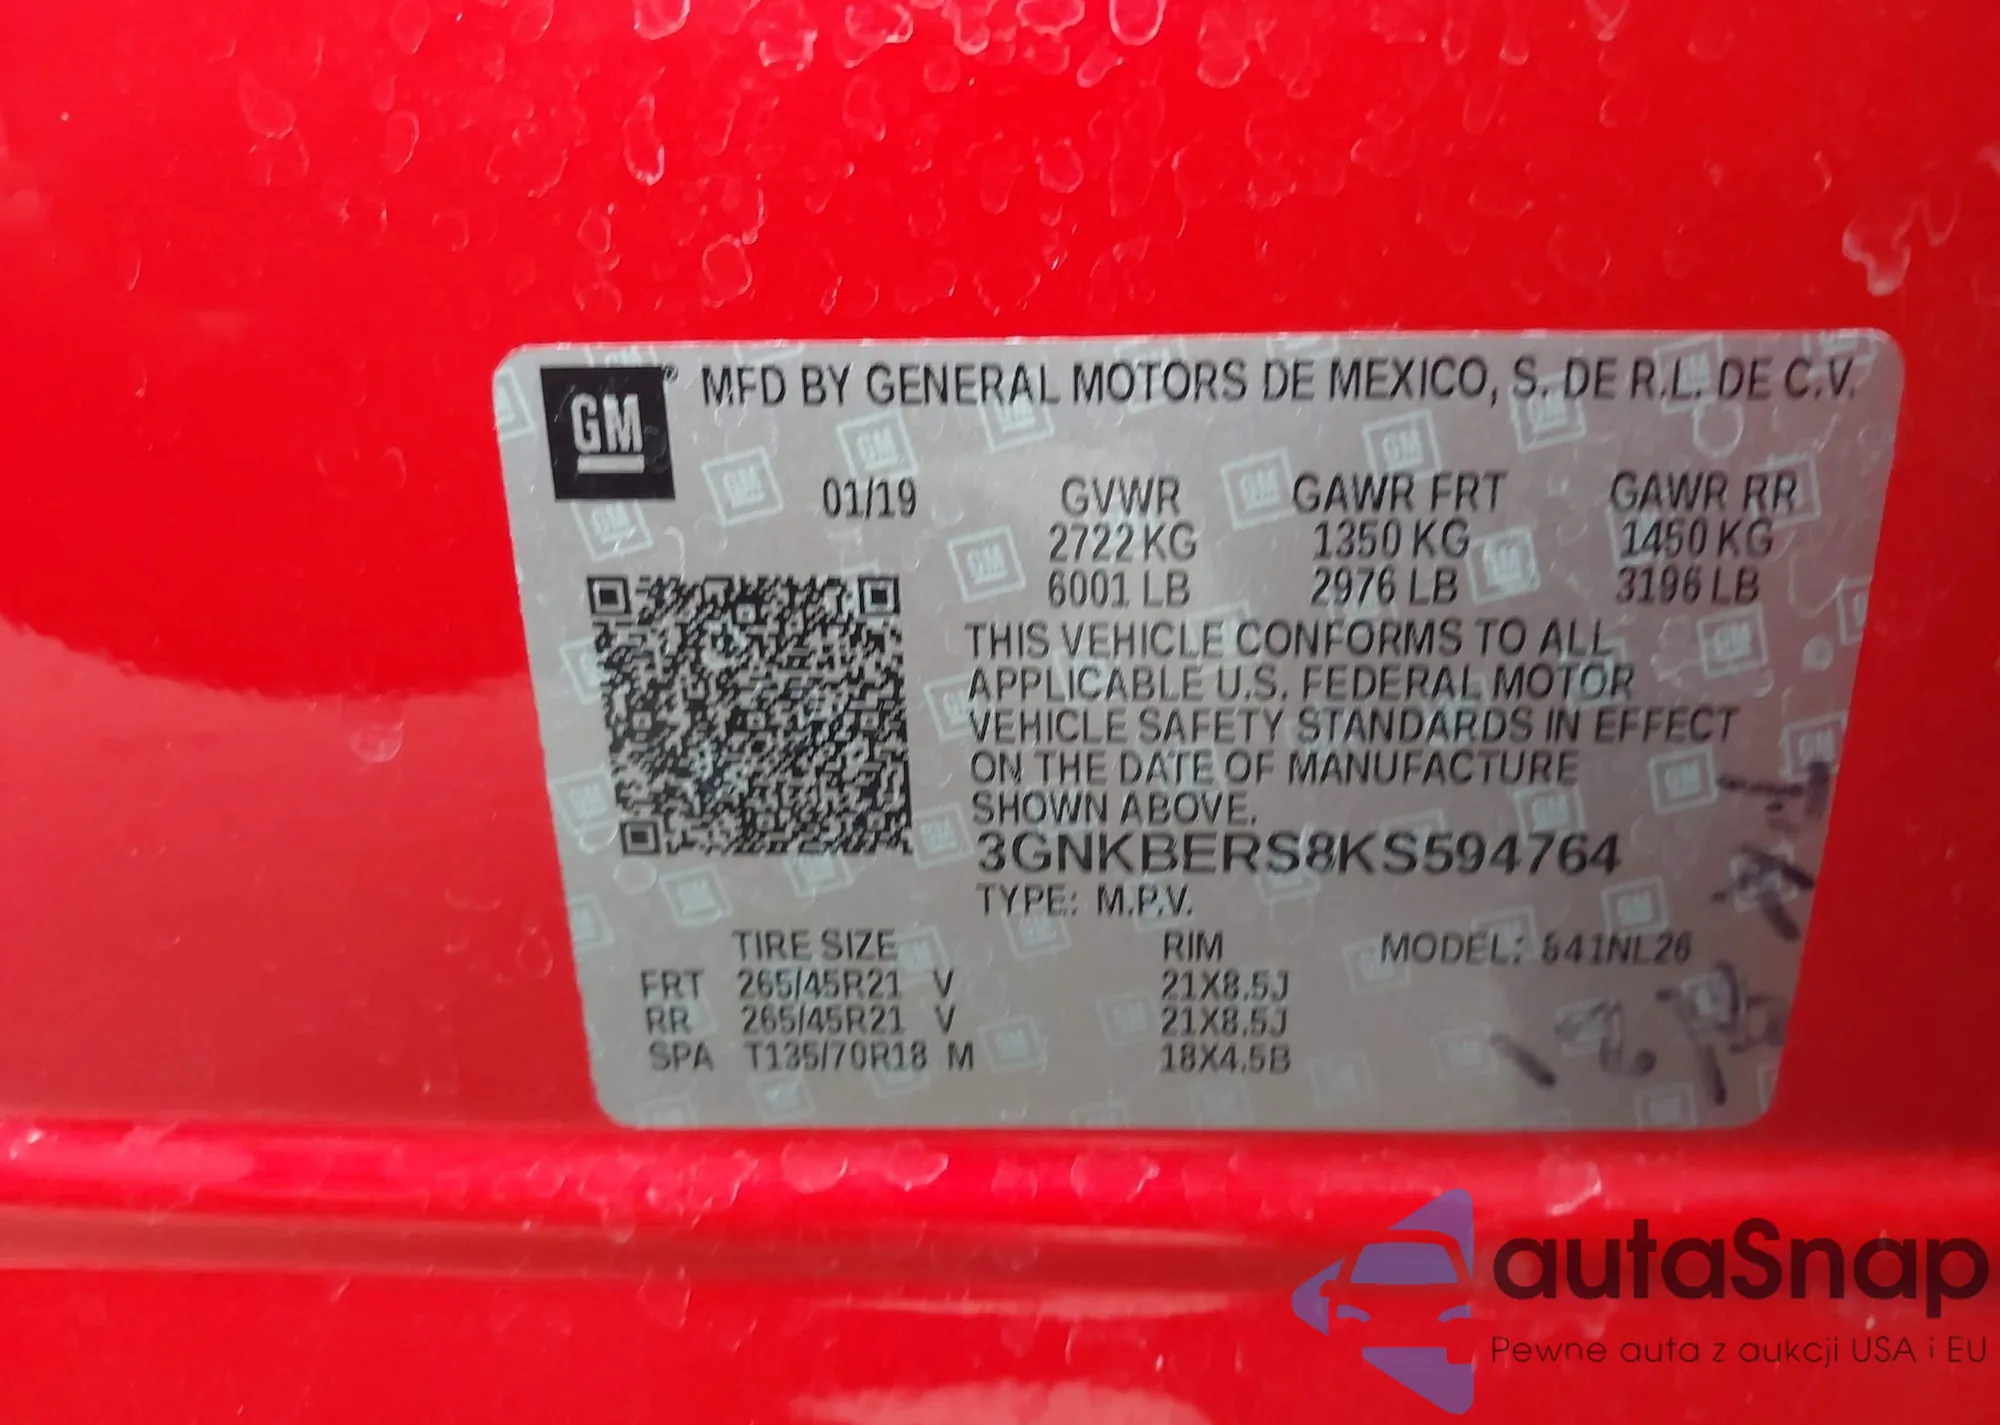 GM® MFD BY GENERAL MOTORS DE MEXICO, S. DE R.L. DE C.V.
01/19 GVWR GAWR FRT GAWR RR
2722 KG 1350 KG 1450 KG
6001 LB 2976 LB 3196 LB
THIS VEHICLE CONFORMS TO ALL
APPLICABLE U.S. FEDERAL MOTOR
VEHICLE SAFETY STANDARDS IN EFFECT
ON THE DATE OF MANUFACTURE
SHOWN ABOVE.
3GNKBERS8KS594764
TYPE: M.P.V.
TIRE SIZE RIM MODEL:
FRT 265/45R21 V 21X8.5J
RR 265/45R21 V 21X8.5J
SPA T135/70R18 M 18X4.5B
autaSnap
Pewne auta z aukcji USA i EU